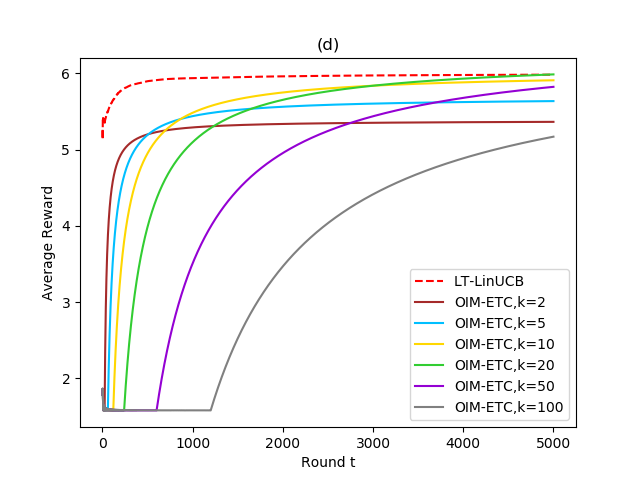 (d)
6
5
4
3
2
Average Reward
LT-LinUCB
OIM-ETC,k=2
OIM-ETC,k=5
OIM-ETC,k=10
OIM-ETC,k=20
OIM-ETC,k=50
OIM-ETC,k=100
0 1000 2000 3000 4000 5000
Round t